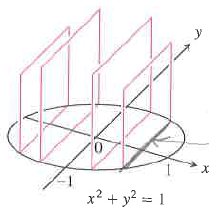 y
0
1
x
−1
x² + y² = 1